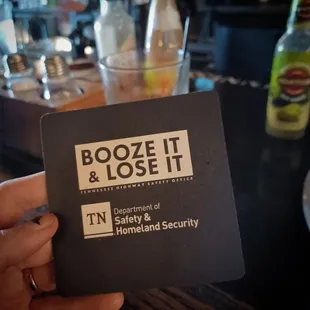 BOOZE IT
& LOSE IT
TENNESSEE HIGHWAY SAFETY OFFICE
TN
Department of
Safety &
Homeland Security